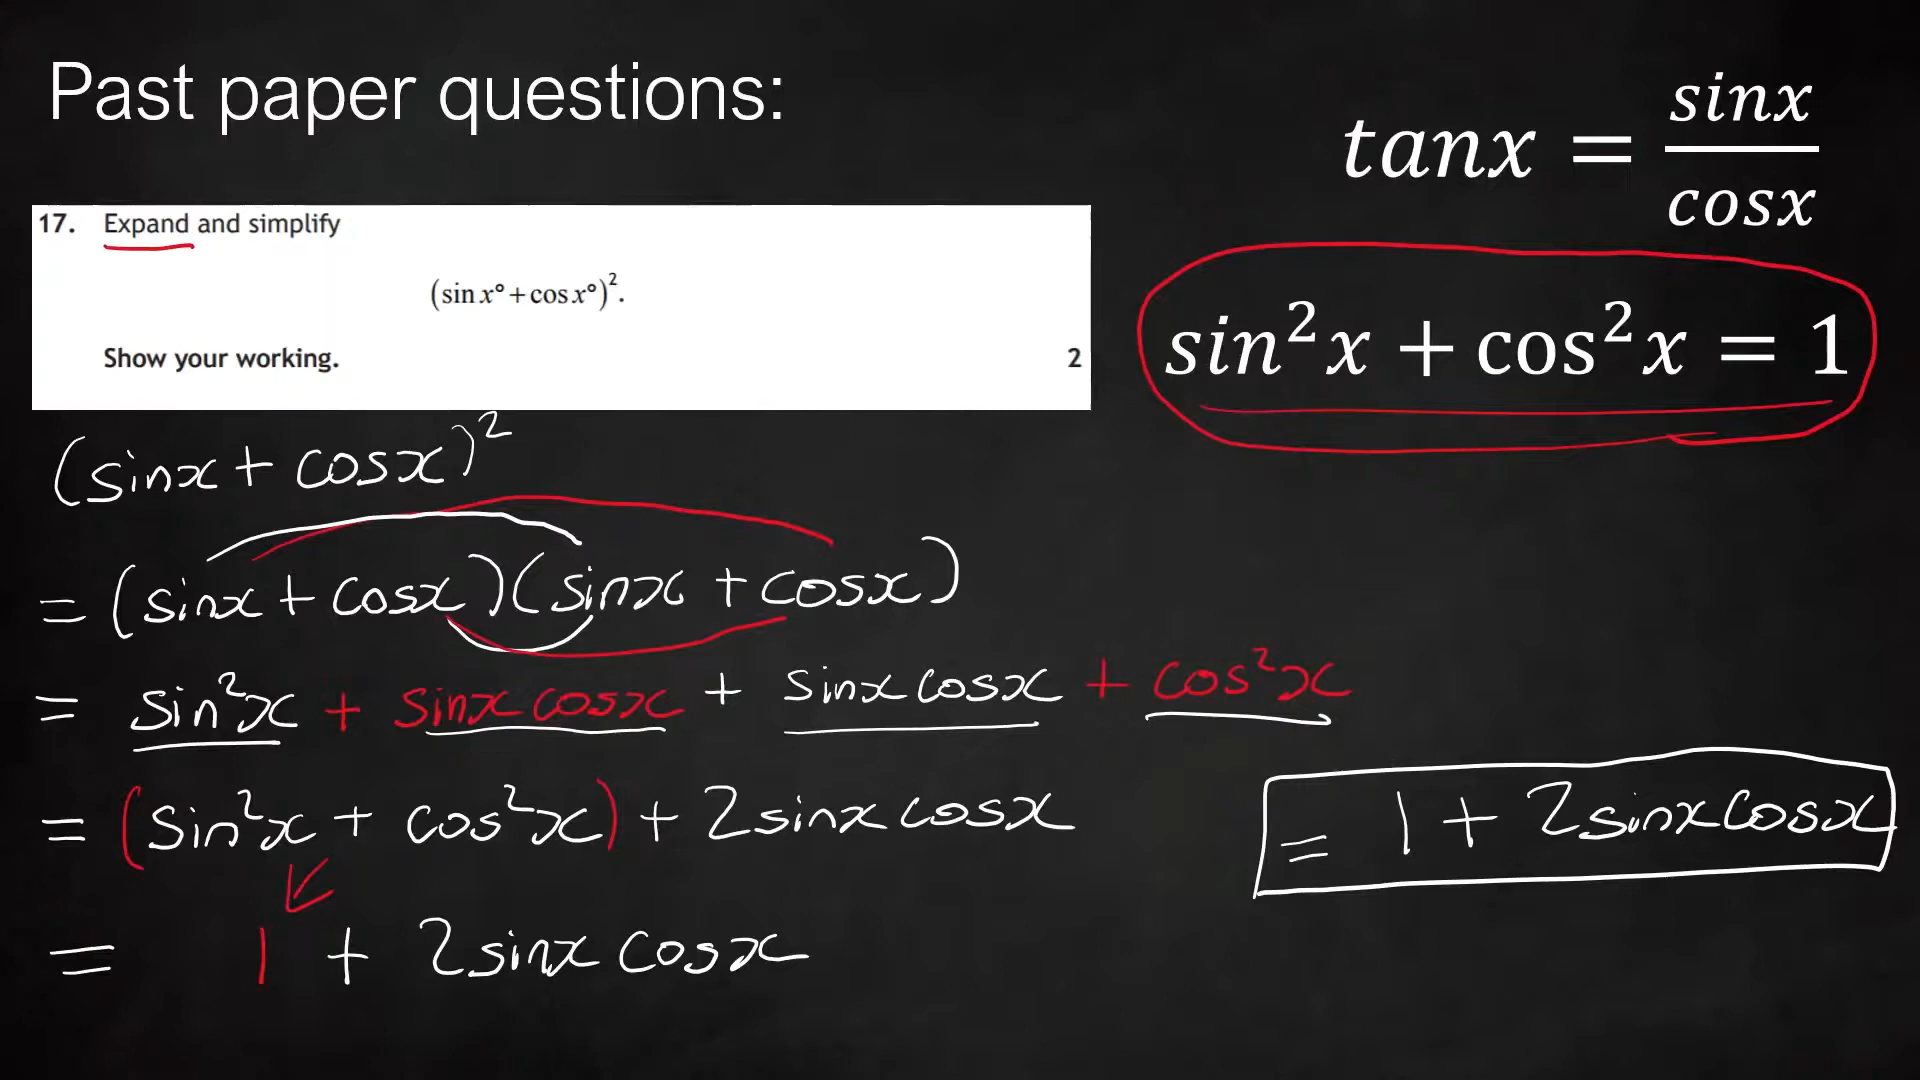 Past paper questions:
tanx = sinx/cosx
17. Expand and simplify
(sin x° + cos x°)².
Show your working. 2
sin²x + cos²x = 1
(sinx + cosx)²
= (sinx + cosx)(sinx + cosx)
= sin²x + sinx cosx + sinx cosx + cos²x
= (sin²x + cos²x) + 2sinx cosx
= 1 + 2sinx cosx
= 1 + 2sinxcosx